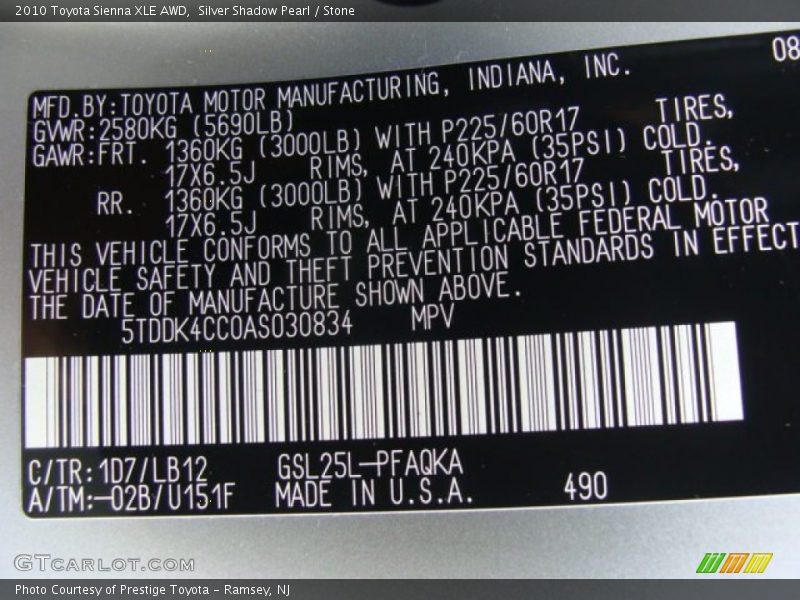 2010 Toyota Sienna XLE AWD,  Silver Shadow Pearl / Stone
08
MFD.BY:TOYOTA MOTOR MANUFACTURING, INDIANA, INC.
GVWR:2580KG (5690LB)
GAWR:FRT. 1360KG (3000LB) WITH P225/60R17 TIRES,
17X6.5J RIMS, AT 240KPA (35PSI) COLD.
RR. 1360KG (3000LB) WITH P225/60R17 TIRES,
17X6.5J RIMS, AT 240KPA (35PSI) COLD.
THIS VEHICLE CONFORMS TO ALL APPLICABLE FEDERAL MOTOR
VEHICLE SAFETY AND THEFT PREVENTION STANDARDS IN EFFECT
THE DATE OF MANUFACTURE SHOWN ABOVE.
5TDDK4CC0AS030834 MPV
C/TR:1D7/LB12 GSL25L-PFAQKA
A/TM:-02B/U151F MADE IN U.S.A. 490
GTCARLOT.COM
Photo Courtesy of Prestige Toyota - Ramsey, NJ